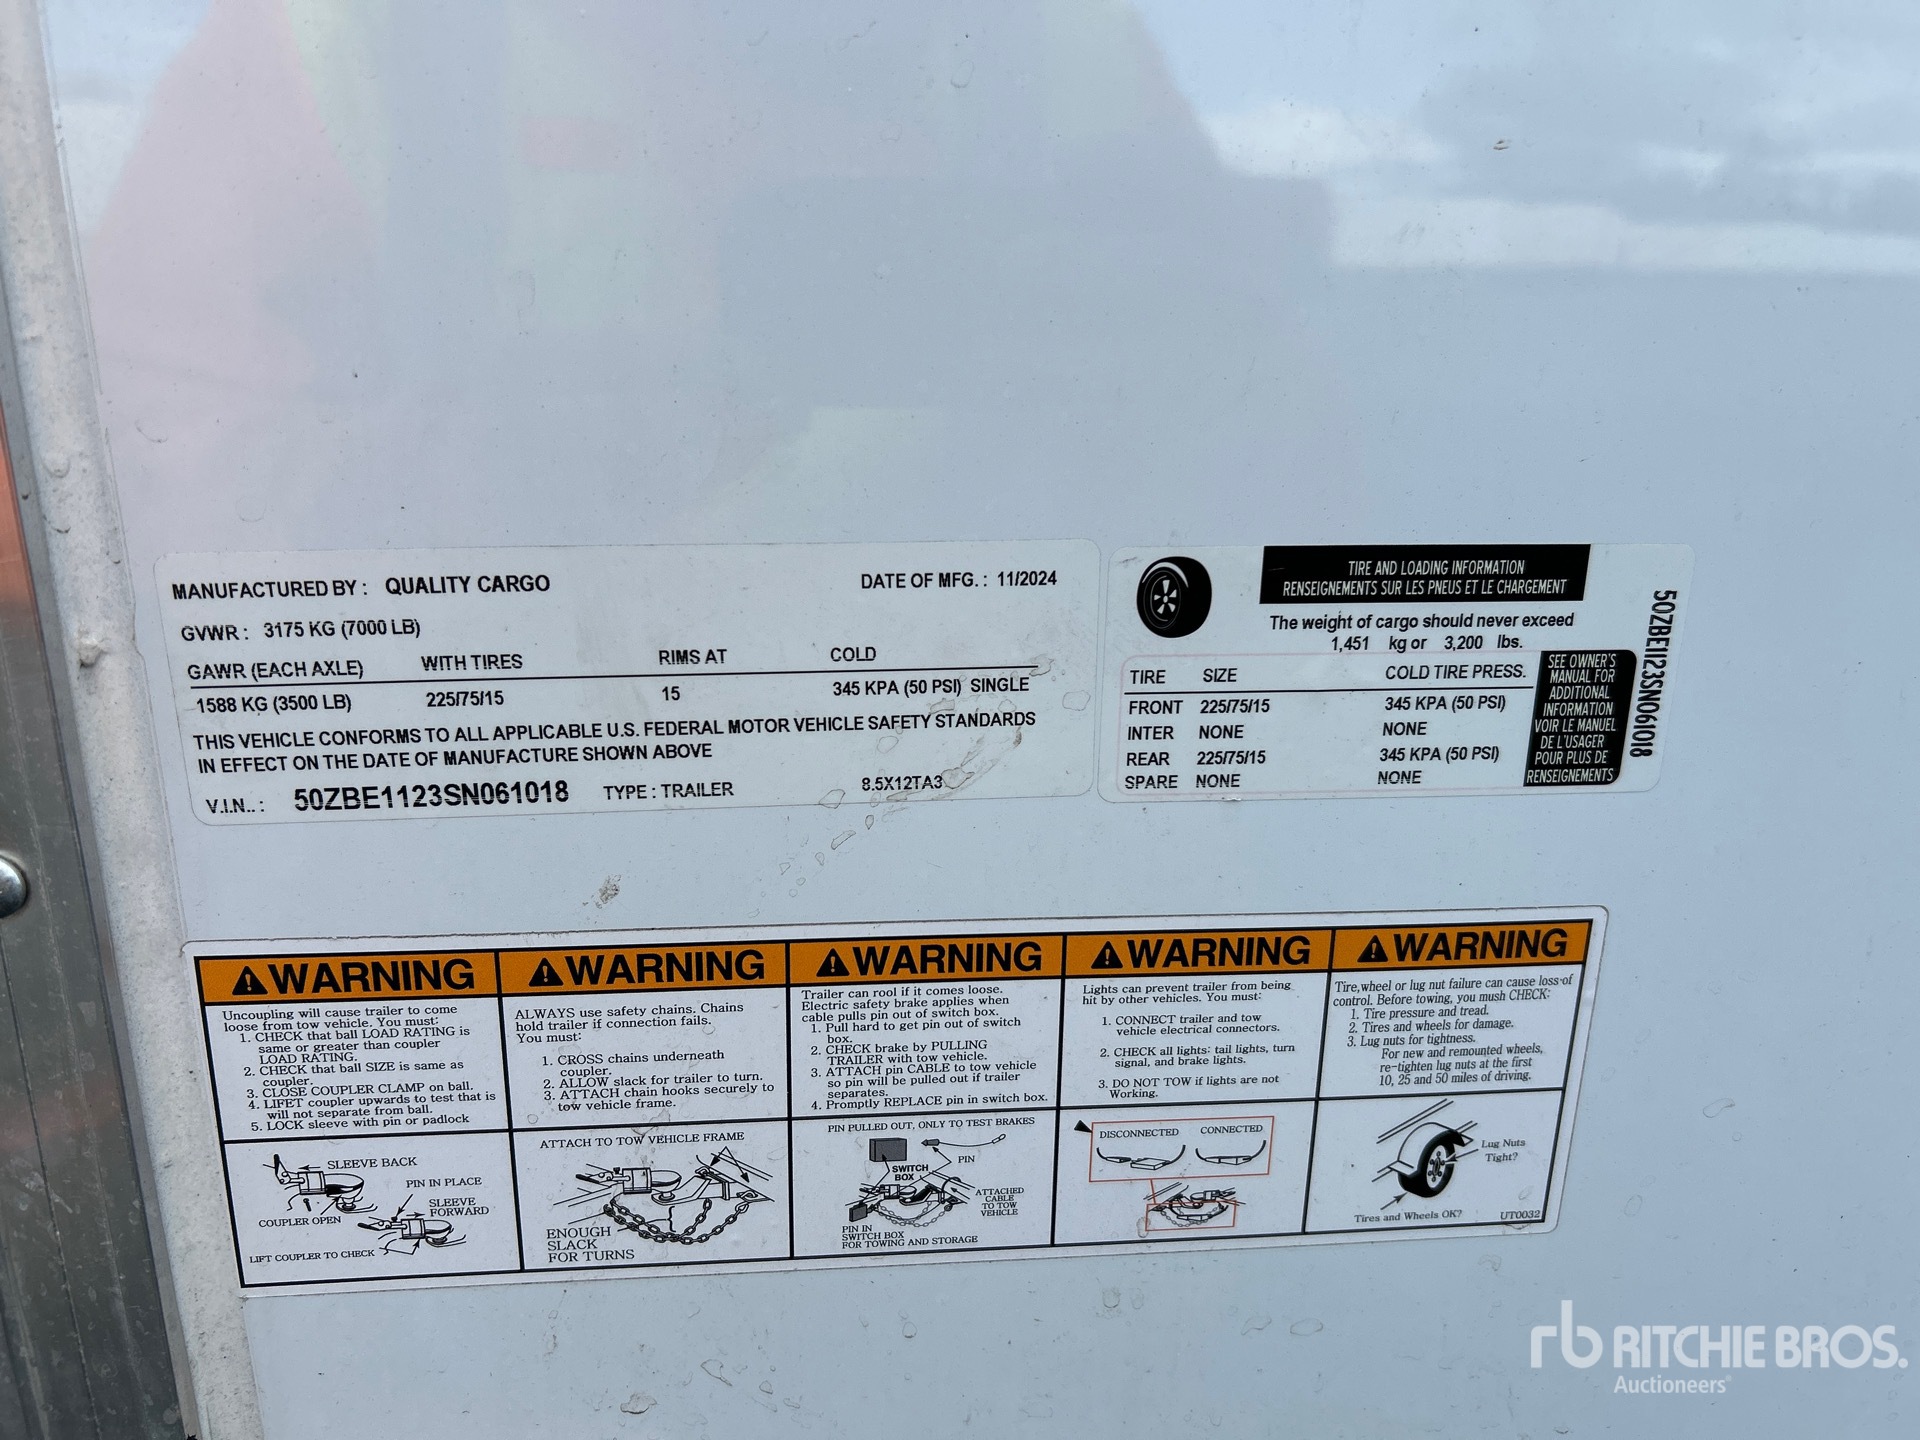 MANUFACTURED BY : QUALITY CARGO DATE OF MFG. : 11/2024
GVWR : 3175 KG (7000 LB)
GAWR (EACH AXLE) WITH TIRES RIMS AT COLD
1588 KG (3500 LB) 225/75/15 15 345 KPA (50 PSI) SINGLE
THIS VEHICLE CONFORMS TO ALL APPLICABLE U.S. FEDERAL MOTOR VEHICLE SAFETY STANDARDS
IN EFFECT ON THE DATE OF MANUFACTURE SHOWN ABOVE
V.I.N.. : 50ZBE1123SN061018 TYPE : TRAILER 8.5X12TA3
TIRE AND LOADING INFORMATION
RENSEIGNEMENTS SUR LES PNEUS ET LE CHARGEMENT
The weight of cargo should never exceed
1,451 kg or 3,200 lbs.
TIRE SIZE COLD TIRE PRESS.
FRONT 225/75/15 345 KPA (50 PSI)
INTER NONE NONE
REAR 225/75/15 345 KPA (50 PSI)
SPARE NONE NONE
SEE OWNER'S
MANUAL FOR
ADDITIONAL
INFORMATION
VOIR LE MANUEL
DE L'USAGER
POUR PLUS DE
RENSEIGNEMENTS
50ZBE1123SN061018
WARNING
Uncoupling will cause trailer to come
loose from tow vehicle. You must:
1. CHECK that ball LOAD RATING is
same or greater than coupler
LOAD RATING.
2. CHECK that ball SIZE is same as
coupler.
3. CLOSE COUPLER CLAMP on ball.
4. LIFET coupler upwards to test that is
will not separate from ball.
5. LOCK sleeve with pin or padlock
SLEEVE BACK
PIN IN PLACE
SLEEVE
FORWARD
COUPLER OPEN
LIFT COUPLER TO CHECK
WARNING
ALWAYS use safety chains. Chains
hold trailer if connection fails.
You must:
1. CROSS chains underneath
coupler.
2. ALLOW slack for trailer to turn.
3. ATTACH chain hooks securely to
tow vehicle frame.
ATTACH TO TOW VEHICLE FRAME
ENOUGH
SLACK
FOR TURNS
WARNING
Trailer can rool if it comes loose.
Electric safety brake applies when
cable pulls pin out of switch box.
1. Pull hard to get pin out of switch
box.
2. CHECK brake by PULLING
TRAILER with tow vehicle.
3. ATTACH pin CABLE to tow vehicle
so pin will be pulled out if trailer
separates.
4. Promptly REPLACE pin in switch box.
PIN PULLED OUT, ONLY TO TEST BRAKES
PIN
SWITCH
BOX
ATTACHED
CABLE
TO TOW
VEHICLE
PIN IN
SWITCH BOX
FOR TOWING AND STORAGE
WARNING
Lights can prevent trailer from being
hit by other vehicles. You must:
1. CONNECT trailer and tow
vehicle electrical connectors.
2. CHECK all lights: tail lights, turn
signal, and brake lights.
3. DO NOT TOW if lights are not
Working.
DISCONNECTED CONNECTED
WARNING
Tire, wheel or lug nut failure can cause loss of
control. Before towing, you mush CHECK:
1. Tire pressure and tread.
2. Tires and wheels for damage.
3. Lug nuts for tightness.
For new and remounted wheels,
re-tighten lug nuts at the first
10, 25 and 50 miles of driving.
Lug Nuts
Tight?
Tires and Wheels OK?
UT0032
rb RITCHIE BROS.
Auctioneers